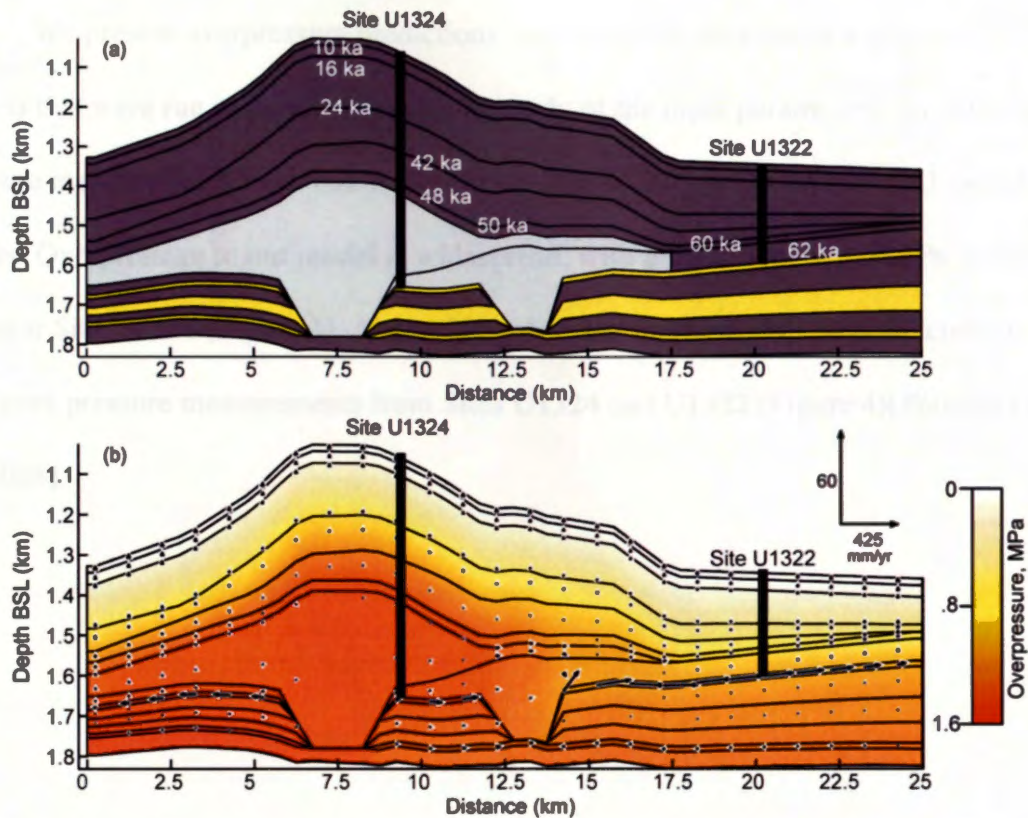 Site U1324
(a)
10 ka
16 ka
24 ka
42 ka
48 ka
50 ka
60 ka
62 ka
Site U1322
Depth BSL (km)
1.1
1.2
1.3
1.4
1.5
1.6
1.7
1.8
0 2.5 5 7.5 10 12.5 15 17.5 20 22.5 25
Distance (km)
Site U1324
(b)
60
425
mm/yr
Site U1322
Depth BSL (km)
1.1
1.2
1.3
1.4
1.5
1.6
1.7
1.8
0 2.5 5 7.5 10 12.5 15 17.5 20 22.5 25
Distance (km)
0
.8
1.6
Overpressure, MPa